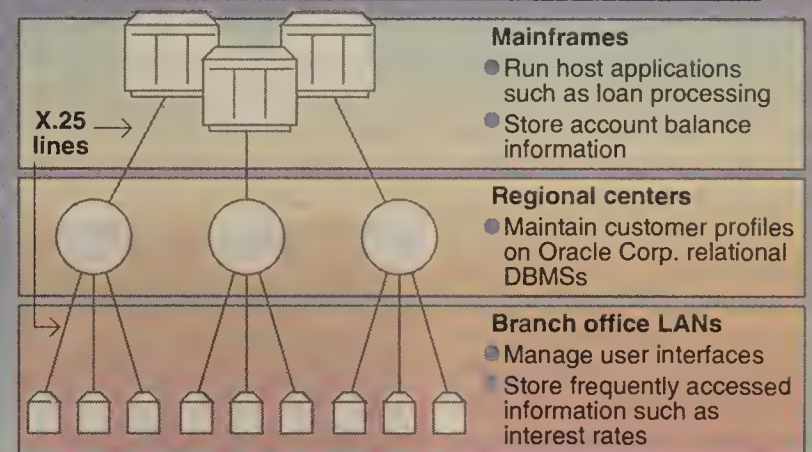 Mainframes
Run host applications
such as loan processing
Store account balance
information
X.25
lines
Regional centers
Maintain customer profiles
on Oracle Corp. relational
DBMSs
Branch office LANs
Manage user interfaces
Store frequently accessed
information such as
interest rates